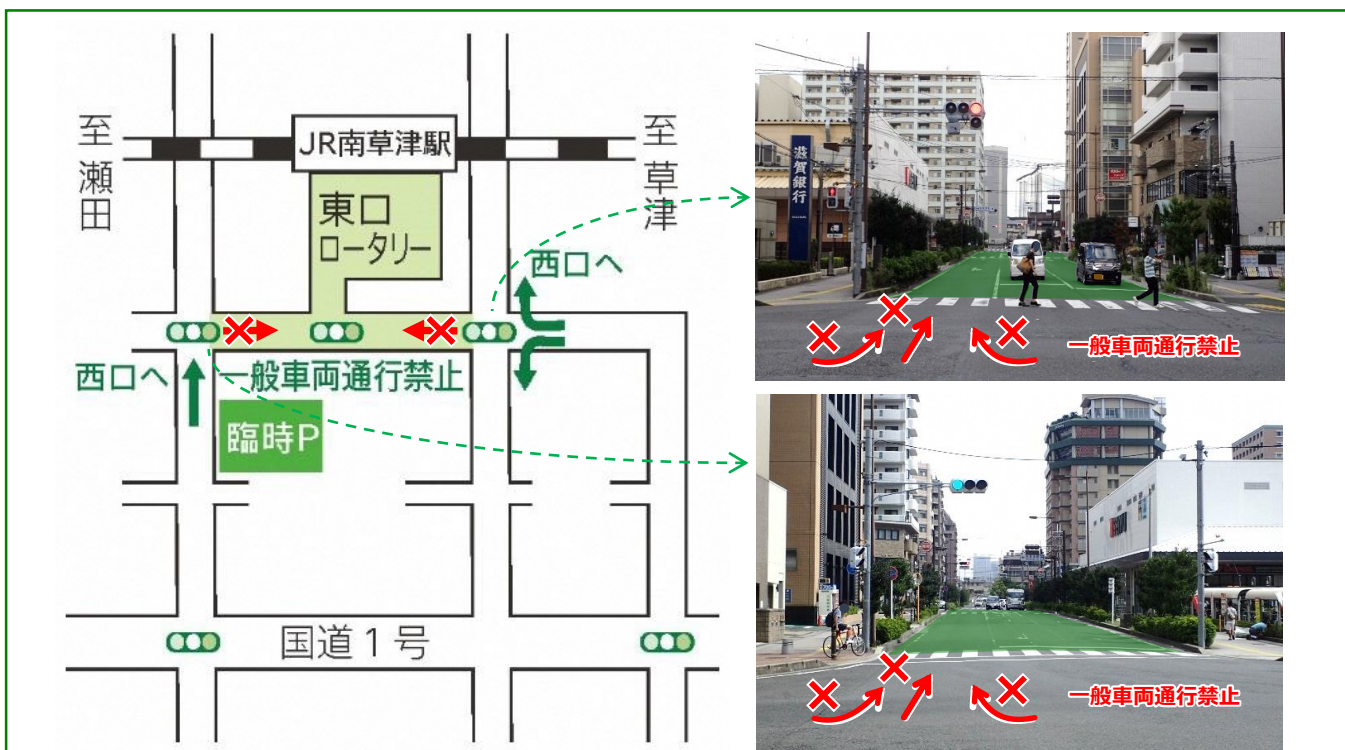 JR南草津駅
至
瀬
田
至
草
津
東口
ロータリー
西口へ
西口へ
一般車両通行禁止
臨時P
国道1号
滋賀銀行
一般車両通行禁止
一般車両通行禁止